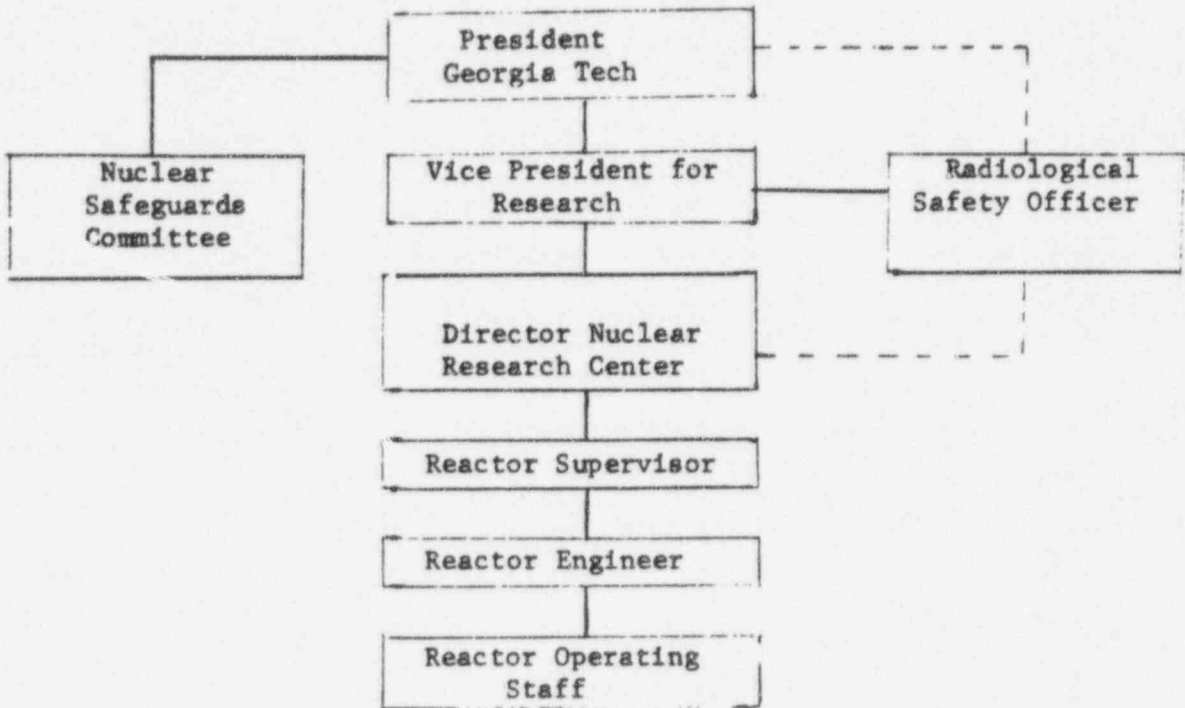 President
Georgia Tech
Nuclear
Safeguards
Committee
Vice President for
Research
Radiological
Safety Officer
Director Nuclear
Research Center
Reactor Supervisor
Reactor Engineer
Reactor Operating
Staff